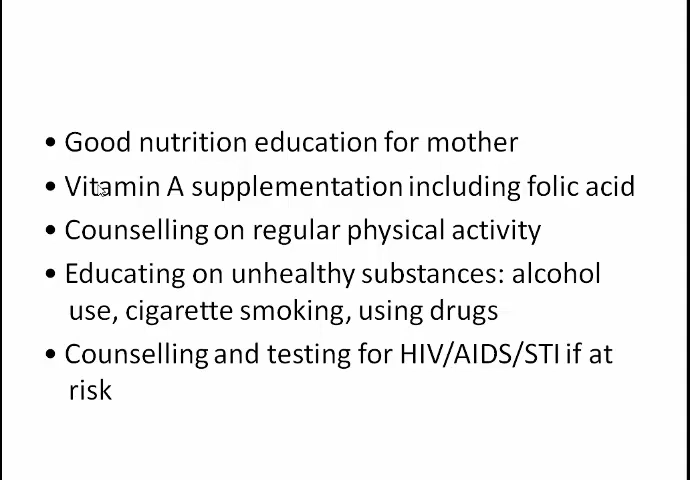 • Good nutrition education for mother
• Vitamin A supplementation including folic acid
• Counselling on regular physical activity
• Educating on unhealthy substances: alcohol
use, cigarette smoking, using drugs
• Counselling and testing for HIV/AIDS/STI if at
risk